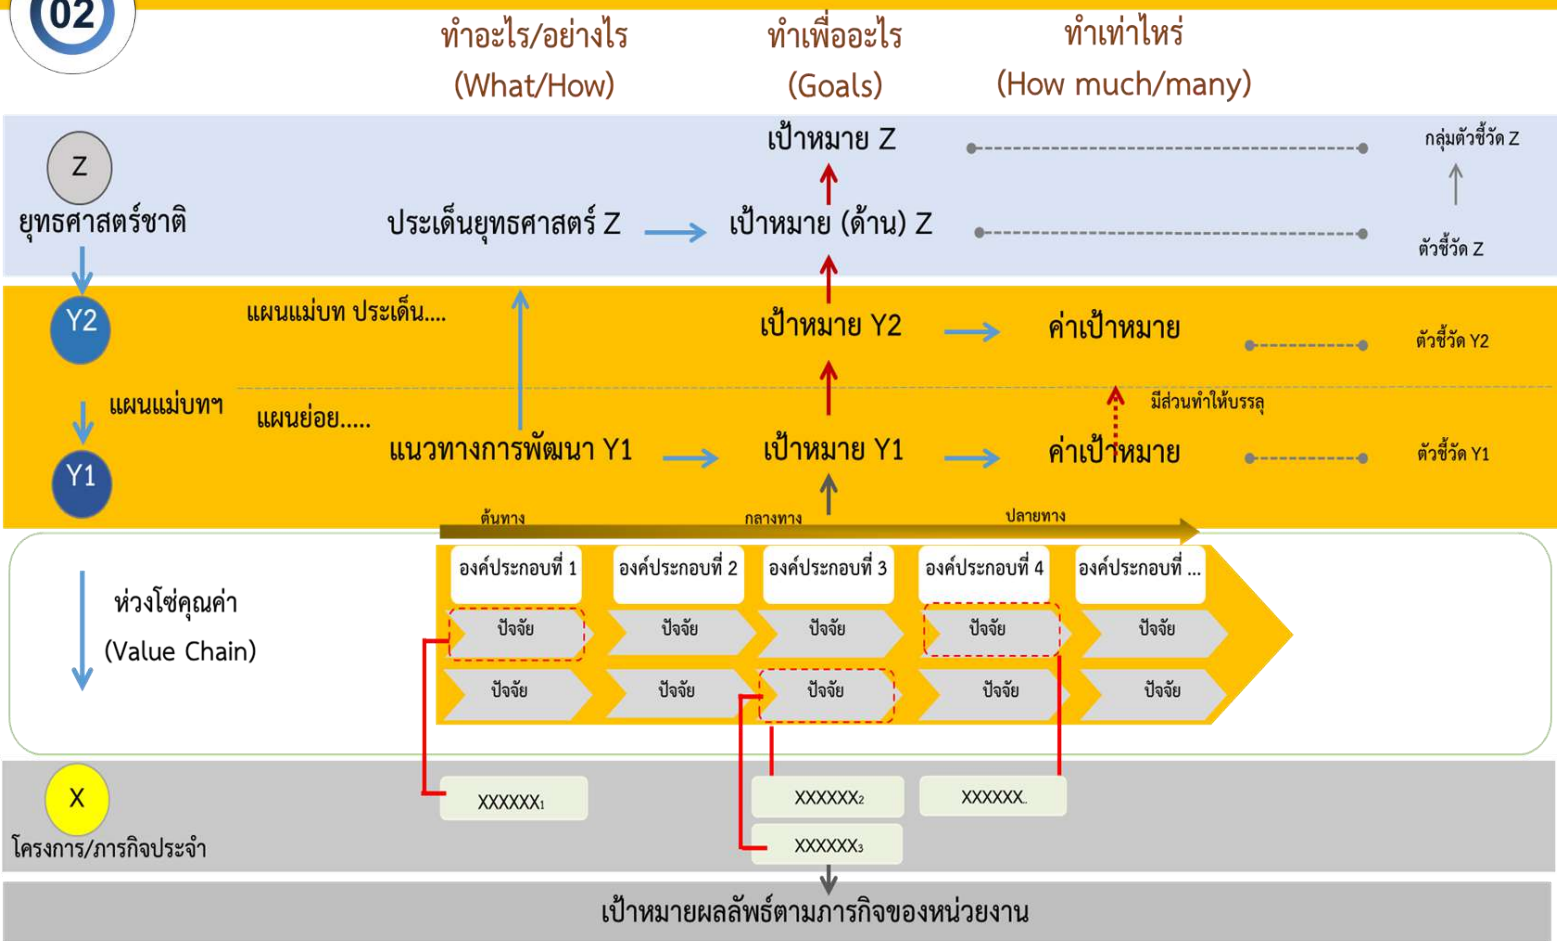 02
ทำอะไร/อย่างไร
(What/How)
ทำเพื่ออะไร
(Goals)
ทำเท่าไหร่
(How much/many)
Z
ยุทธศาสตร์ชาติ
ประเด็นยุทธศาสตร์ Z
เป้าหมาย Z
เป้าหมาย (ด้าน) Z
กลุ่มตัวชี้วัด Z
ตัวชี้วัด Z
Y2
แผนแม่บท ประเด็น....
เป้าหมาย Y2
ค่าเป้าหมาย
ตัวชี้วัด Y2
แผนแม่บทฯ
แผนย่อย.....
มีส่วนทำให้บรรลุ
Y1
แนวทางการพัฒนา Y1
เป้าหมาย Y1
ค่าเป้าหมาย
ตัวชี้วัด Y1
ต้นทาง
กลางทาง
ปลายทาง
ห่วงโซ่คุณค่า
(Value Chain)
องค์ประกอบที่ 1
องค์ประกอบที่ 2
องค์ประกอบที่ 3
องค์ประกอบที่ 4
องค์ประกอบที่ ...
ปัจจัย
ปัจจัย
ปัจจัย
ปัจจัย
ปัจจัย
ปัจจัย
ปัจจัย
ปัจจัย
ปัจจัย
ปัจจัย
X
โครงการ/ภารกิจประจำ
XXXXXX₁
XXXXXX₂
XXXXXX..
XXXXXX₃
เป้าหมายผลลัพธ์ตามภารกิจของหน่วยงาน